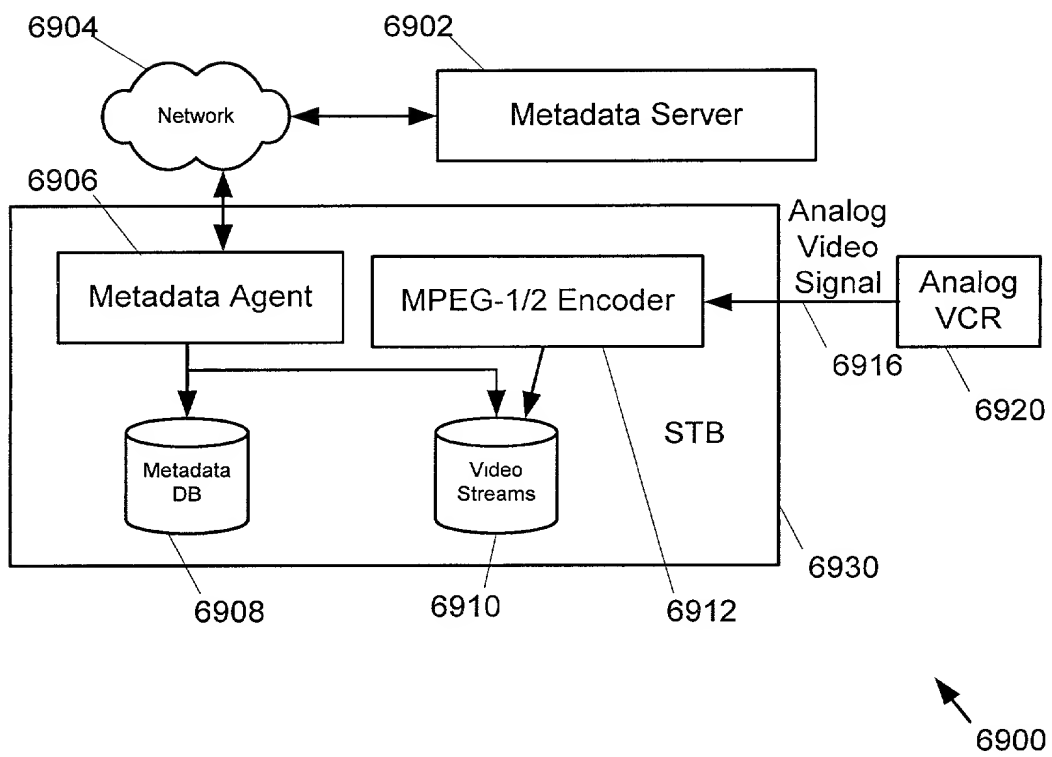 6904
6902
Network
Metadata Server
6906
Analog
Video
Signal
Metadata Agent
MPEG-1/2 Encoder
Analog
VCR
6916
6920
STB
Metadata
DB
Video
Streams
6930
6908
6910
6912
6900